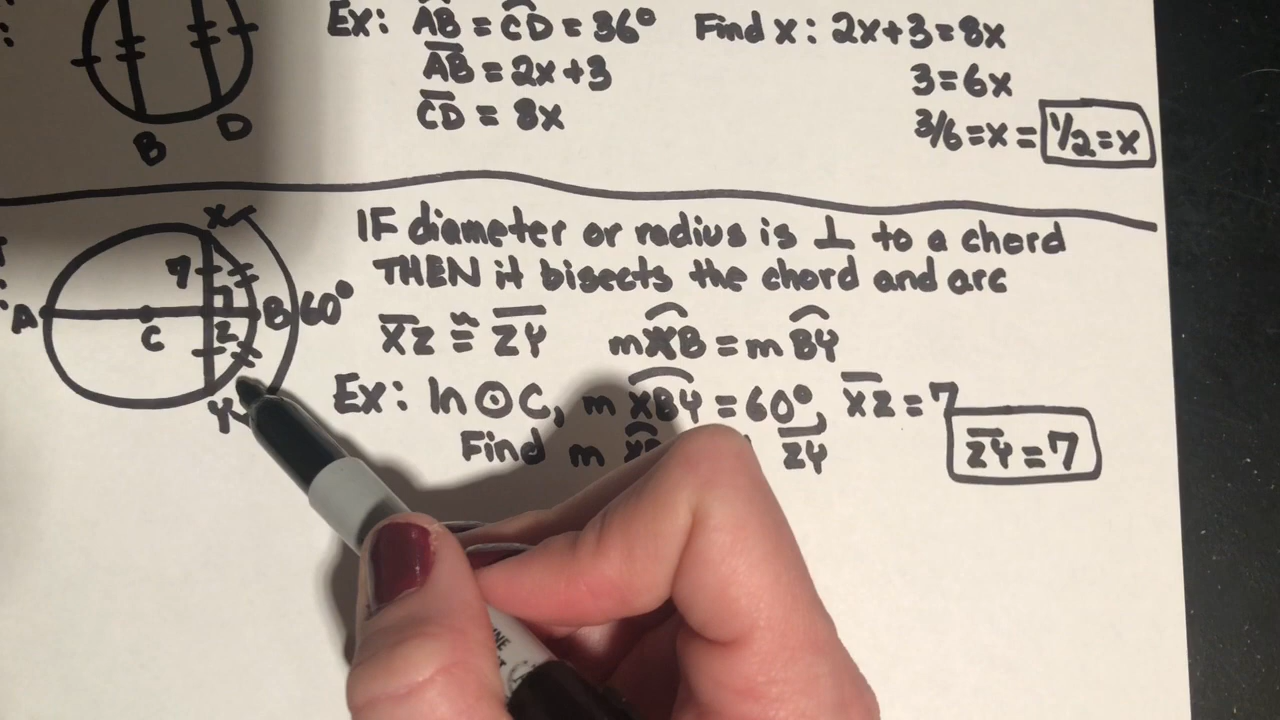 Ex: AB = CD = 36° Find x: 2x+3=8x
AB = 2x+3 3=6x
CD = 8x 3/6=x= 1/2=x
B D
IF diameter or radius is ⊥ to a chord
THEN it bisects the chord and arc
XZ ≅ ZY mXB = m BY
Ex: In ⊙ C, m XBY = 60°, XZ = 7
Find m ZY
ZY = 7
X
7
A C Z B 60°
Y